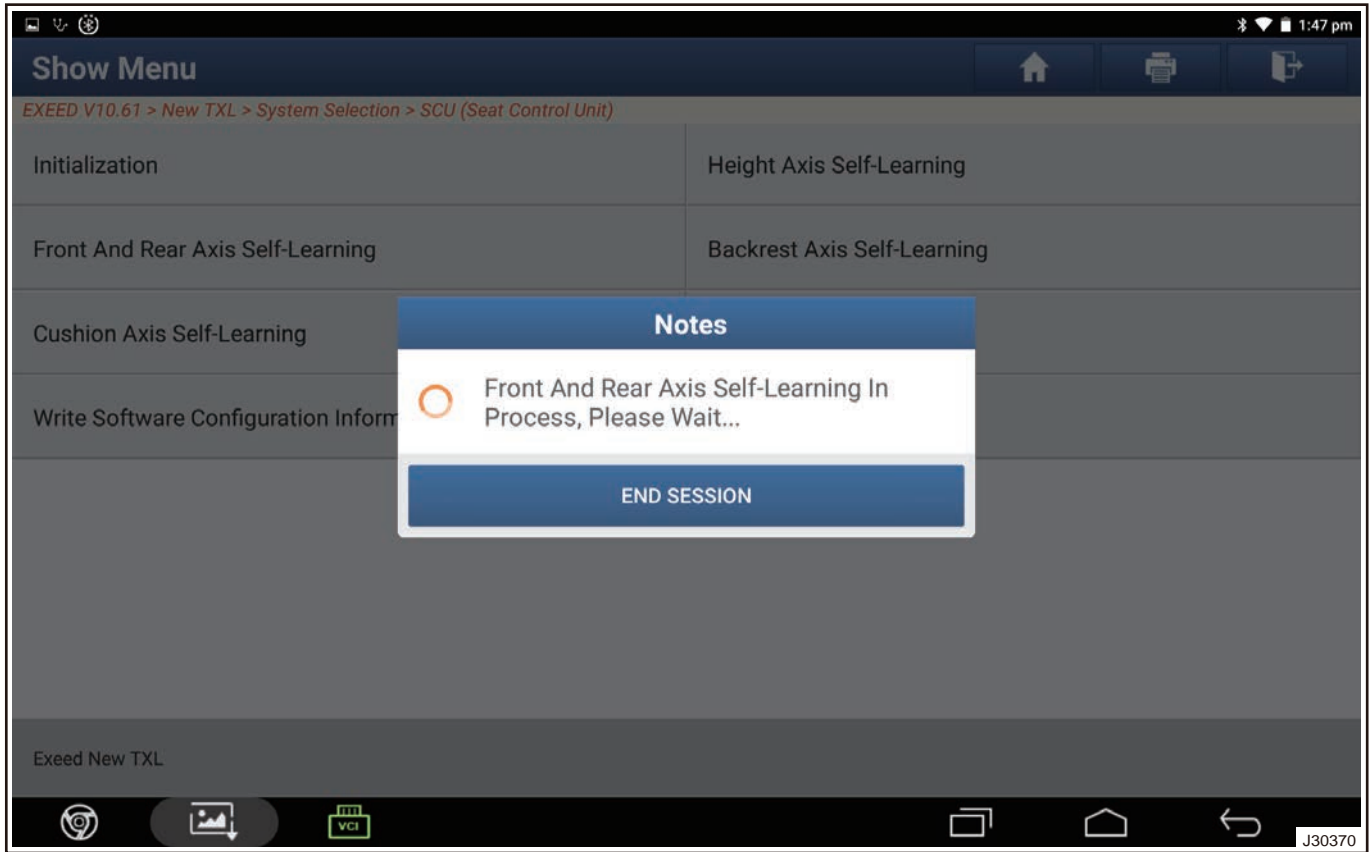 1:47 pm
Show Menu
EXEED V10.61 > New TXL > System Selection > SCU (Seat Control Unit)
Initialization
Height Axis Self-Learning
Front And Rear Axis Self-Learning
Backrest Axis Self-Learning
Cushion Axis Self-Learning
Write Software Configuration Inform
Notes
Front And Rear Axis Self-Learning In
Process, Please Wait...
END SESSION
Exeed New TXL
VCI
J30370